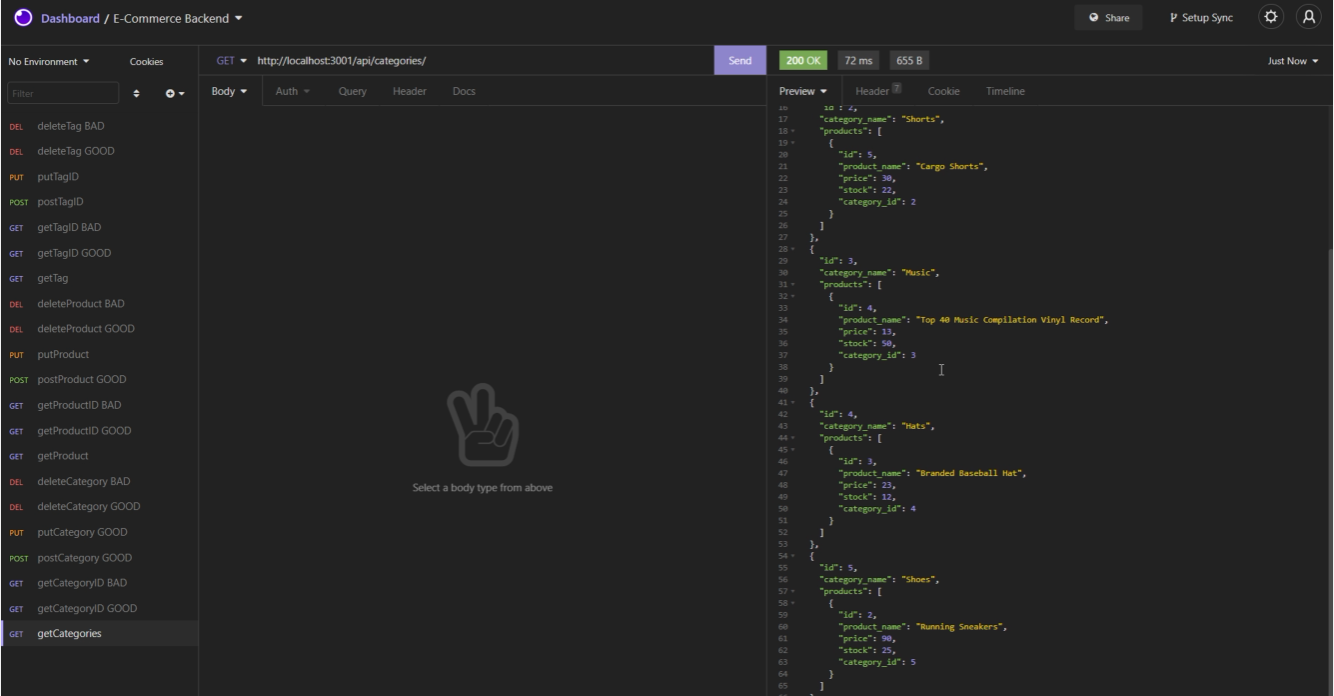 Dashboard / E-Commerce Backend
Share
Setup Sync
No Environment
Cookies
GET http://localhost:3001/api/categories/
Send
200 OK
72 ms
655 B
Just Now
Filter
Body
Auth
Query
Header
Docs
Preview
Header 7
Cookie
Timeline
DEL deleteTag BAD
DEL deleteTag GOOD
PUT putTagID
POST postTagID
GET getTagID BAD
GET getTagID GOOD
GET getTag
DEL deleteProduct BAD
DEL deleteProduct GOOD
PUT putProduct
POST postProduct GOOD
GET getProductID BAD
GET getProductID GOOD
GET getProduct
DEL deleteCategory BAD
DEL deleteCategory GOOD
PUT putCategory GOOD
POST postCategory GOOD
GET getCategoryID BAD
GET getCategoryID GOOD
GET getCategories
Select a body type from above
16 "id": 2,
17 "category_name": "Shorts",
18 "products": [
19 {
20 "id": 5,
21 "product_name": "Cargo Shorts",
22 "price": 30,
23 "stock": 22,
24 "category_id": 2
25 }
26 ]
27 },
28 {
29 "id": 3,
30 "category_name": "Music",
31 "products": [
32 {
33 "id": 4,
34 "product_name": "Top 40 Music Compilation Vinyl Record",
35 "price": 13,
36 "stock": 50,
37 "category_id": 3
38 }
39 ]
40 },
41 {
42 "id": 4,
43 "category_name": "Hats",
44 "products": [
45 {
46 "id": 3,
47 "product_name": "Branded Baseball Hat",
48 "price": 23,
49 "stock": 12,
50 "category_id": 4
51 }
52 ]
53 },
54 {
55 "id": 5,
56 "category_name": "Shoes",
57 "products": [
58 {
59 "id": 2,
60 "product_name": "Running Sneakers",
61 "price": 90,
62 "stock": 25,
63 "category_id": 5
64 }
65 ]